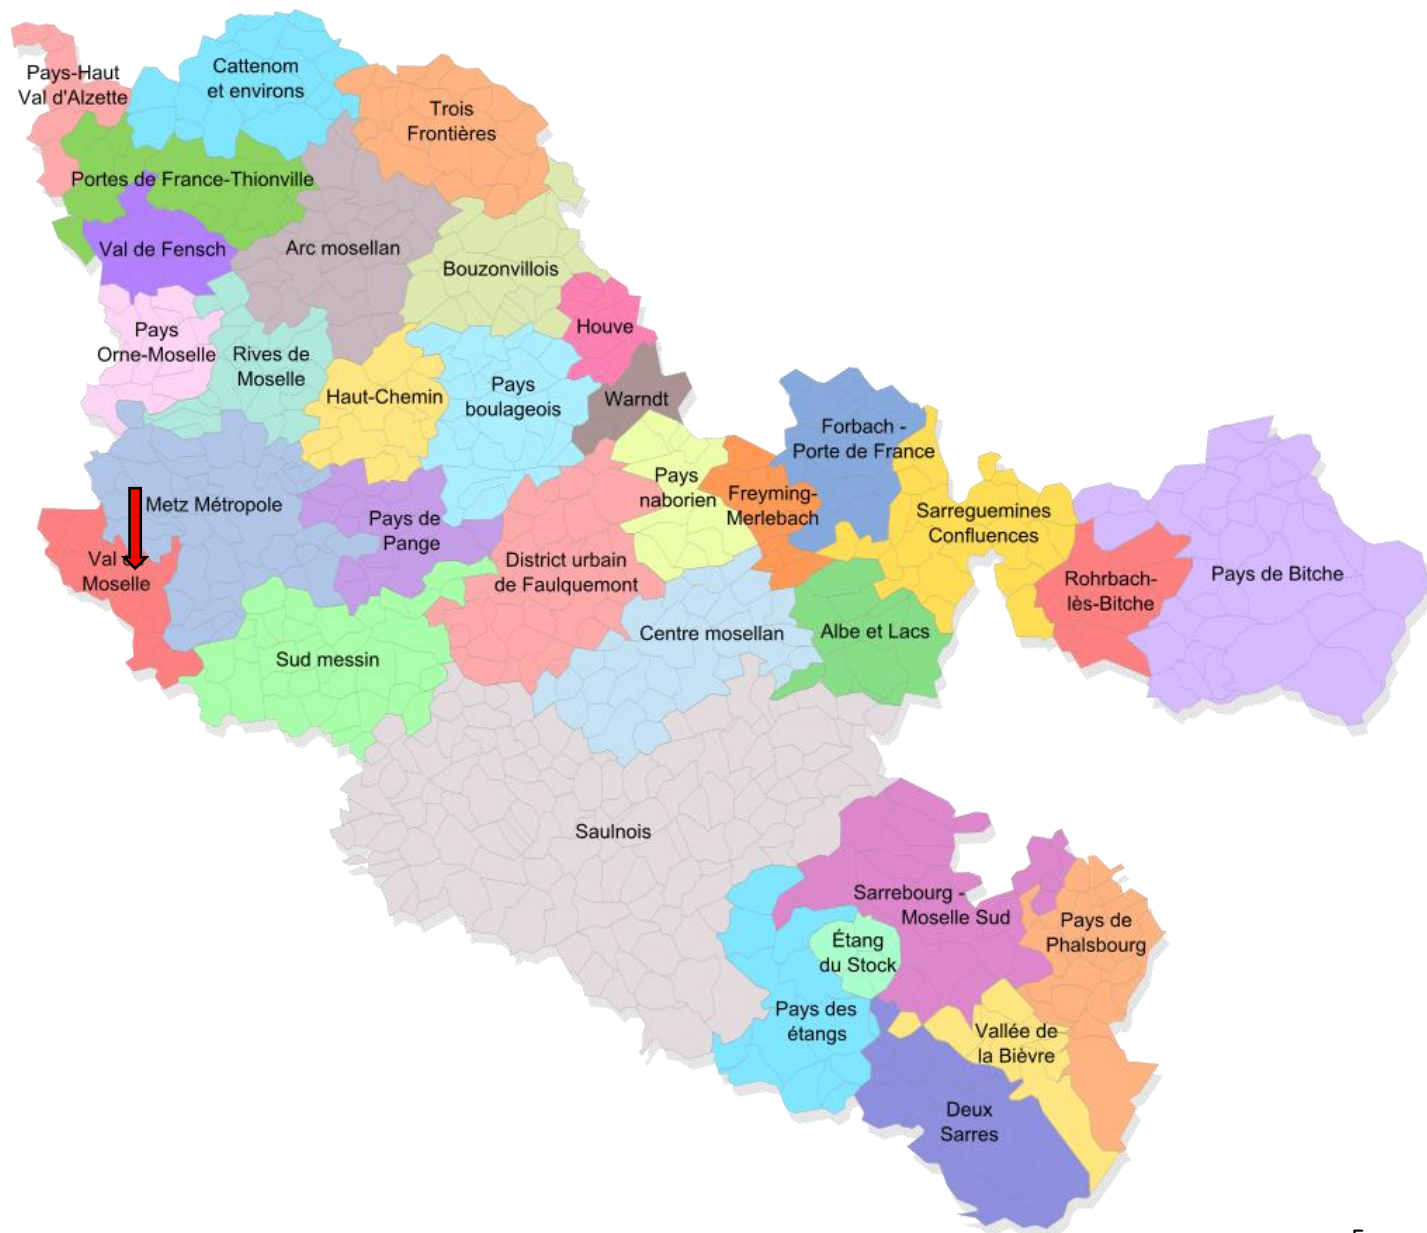 Pays-Haut
Val d'Alzette
Cattenom
et environs
Trois
Frontières
Portes de France-Thionville
Val de Fensch
Arc mosellan
Bouzonvillois
Houve
Pays
Orne-Moselle
Rives de
Moselle
Haut-Chemin
Pays
boulageois
Warndt
Forbach -
Porte de France
Pays
naborien
Freyming-
Merlebach
Sarreguemines
Confluences
Metz Métropole
Pays de
Pange
Val
Moselle
District urbain
de Faulquemont
Rohrbach-
lès-Bitche
Pays de Bitche
Centre mosellan
Albe et Lacs
Sud messin
Saulnois
Sarrebourg -
Moselle Sud
Pays de
Phalsbourg
Étang
du Stock
Pays des
étangs
Vallée de
la Bièvre
Deux
Sarres